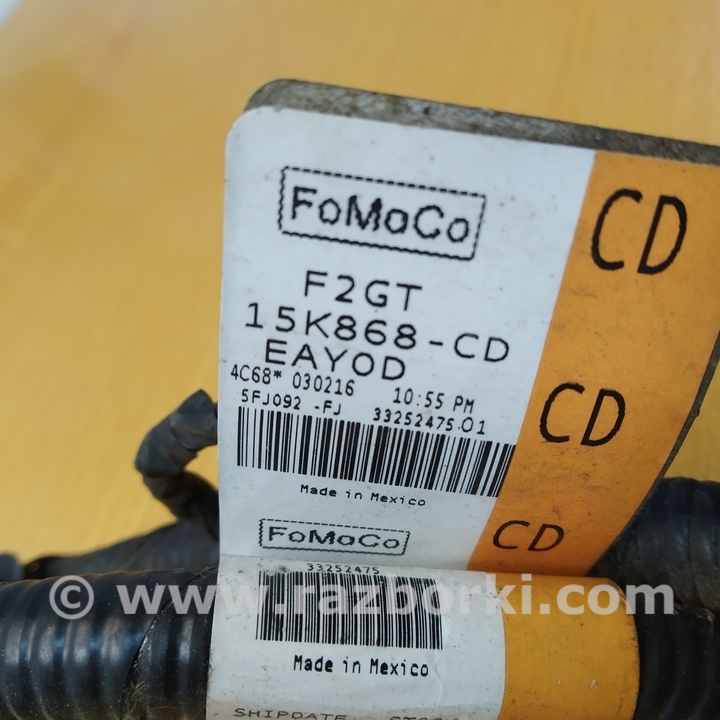 FoMoCo
CD
F2GT
15K868-CD
EAYOD
4C68* 030216 10:55 PM
5FJ092 -FJ 33252475-01
CD
Made in Mexico
FoMoCo
CD
33252475
© www.razborki.com
Made in Mexico
SHIPDATE